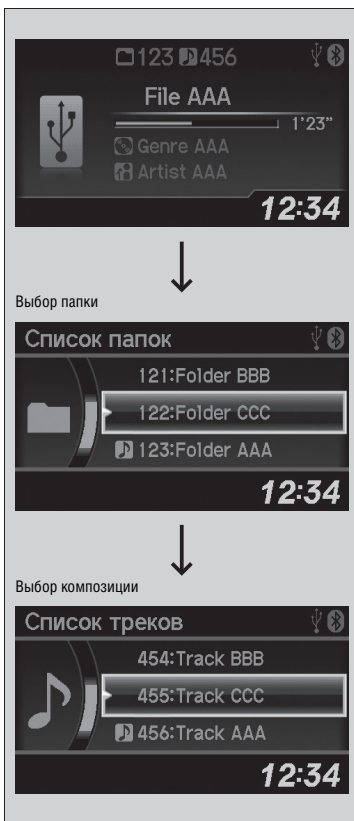 123 456
File AAA
1'23"
Genre AAA
Artist AAA
12:34
Выбор папки
Список папок
121:Folder BBB
122:Folder CCC
123:Folder AAA
12:34
Выбор композиции
Список треков
454:Track BBB
455:Track CCC
456:Track AAA
12:34